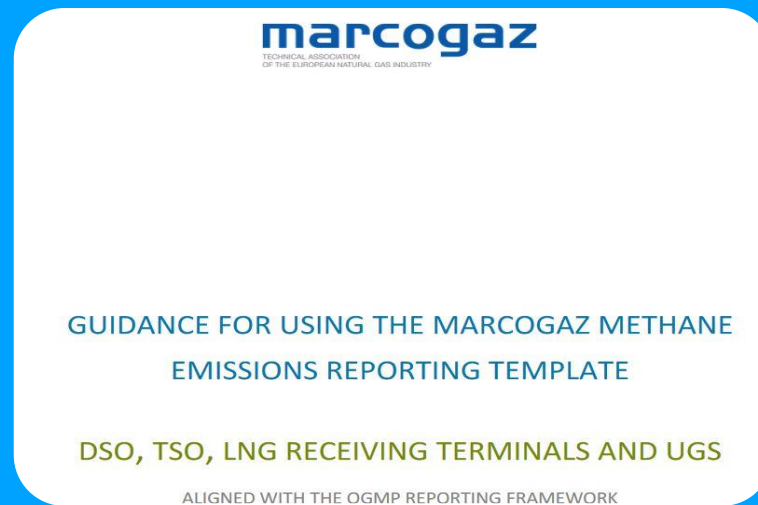 marcogaz
TECHNICAL ASSOCIATION
OF THE EUROPEAN NATURAL GAS INDUSTRY
GUIDANCE FOR USING THE MARCOGAZ METHANE
EMISSIONS REPORTING TEMPLATE
DSO, TSO, LNG RECEIVING TERMINALS AND UGS
ALIGNED WITH THE OGMP REPORTING FRAMEWORK